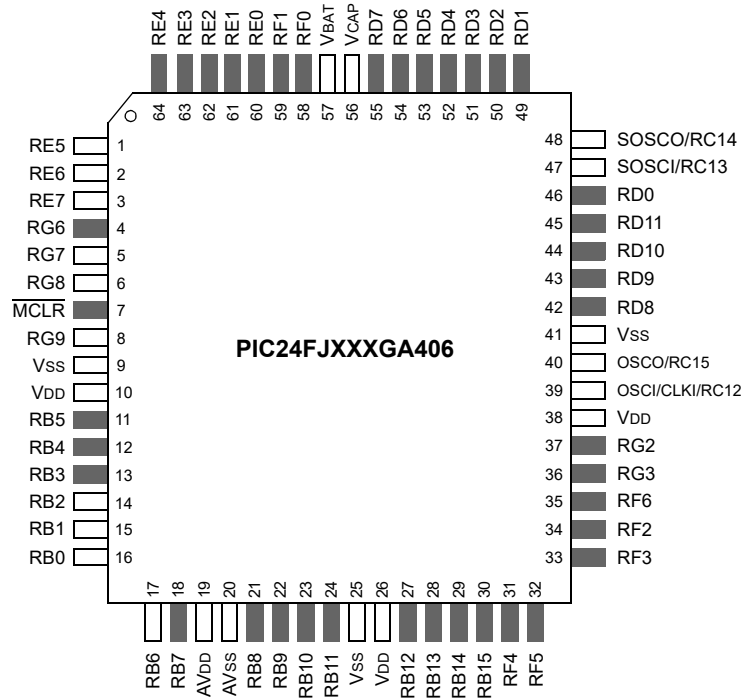 RE4 RE3 RE2 RE1 RE0 RF1 RF0 VBAT VCAP RD7 RD6 RD5 RD4 RD3 RD2 RD1
64 63 62 61 60 59 58 57 56 55 54 53 52 51 50 49
RE5 1
RE6 2
RE7 3
RG6 4
RG7 5
RG8 6
MCLR 7
RG9 8
VSS 9
VDD 10
RB5 11
RB4 12
RB3 13
RB2 14
RB1 15
RB0 16
PIC24FJXXXGA406
48 SOSCO/RC14
47 SOSCI/RC13
46 RD0
45 RD11
44 RD10
43 RD9
42 RD8
41 VSS
40 OSCO/RC15
39 OSCI/CLKI/RC12
38 VDD
37 RG2
36 RG3
35 RF6
34 RF2
33 RF3
17 18 19 20 21 22 23 24 25 26 27 28 29 30 31 32
RB6 RB7 AVDD AVSS RB8 RB9 RB10 RB11 VSS VDD RB12 RB13 RB14 RB15 RF4 RF5